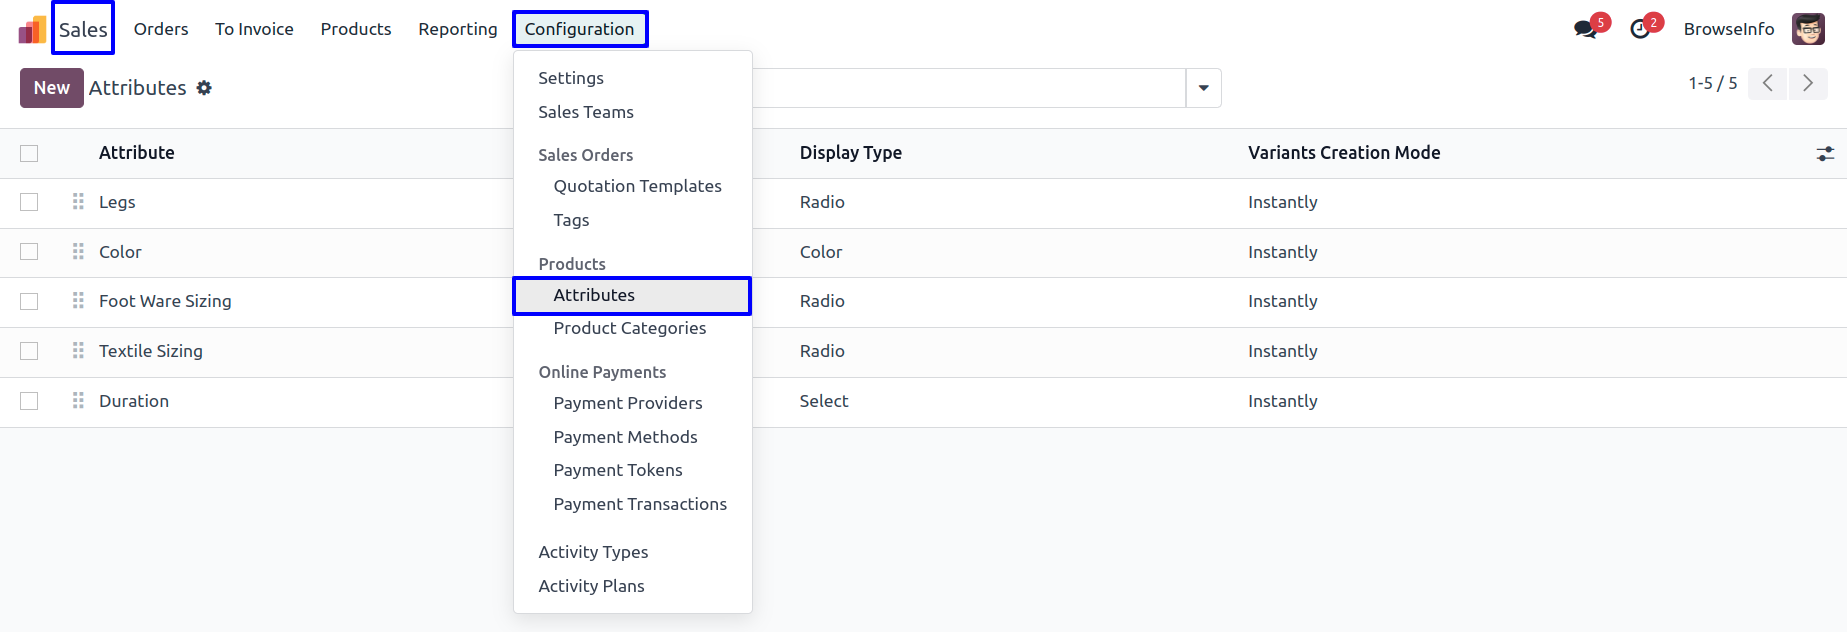 Sales Orders To Invoice Products Reporting Configuration 5 2 BrowseInfo
New Attributes 1-5 / 5
Attribute Display Type Variants Creation Mode
Legs Radio Instantly
Color Color Instantly
Foot Ware Sizing Radio Instantly
Textile Sizing Radio Instantly
Duration Select Instantly
Settings
Sales Teams
Sales Orders
Quotation Templates
Tags
Products
Attributes
Product Categories
Online Payments
Payment Providers
Payment Methods
Payment Tokens
Payment Transactions
Activity Types
Activity Plans